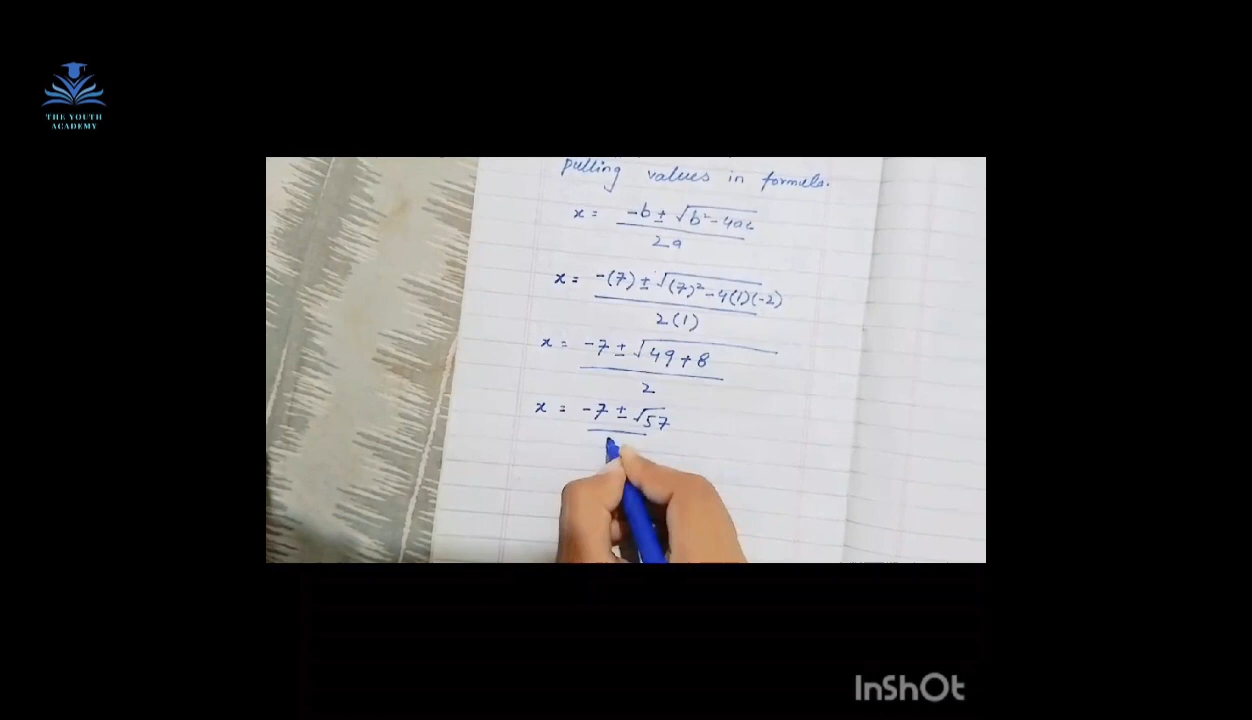 THE YOUTH
ACADEMY
putting values in formula.
x = -b ± √b² - 4ac
2a
x = -(7) ± √(7)² - 4(1)(-2)
2(1)
x = -7 ± √49 + 8
2
x = -7 ± √57
InShOt